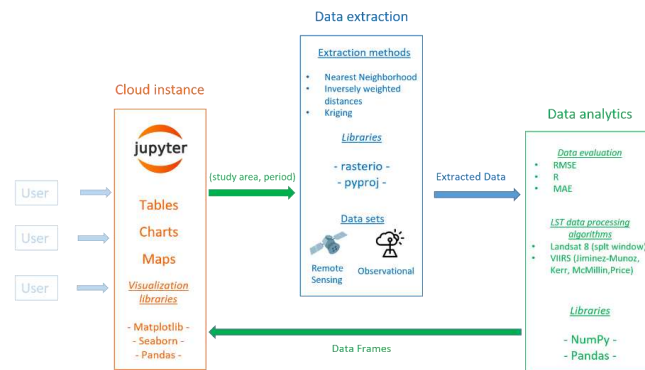 Data extraction
Extraction methods
• Nearest Neighborhood
• Inversely weighted
distances
• Kriging
Libraries
- rasterio -
- pyproj -
Data sets
Remote
Sensing
Observational
Cloud instance
jupyter
Tables
Charts
Maps
Visualization
libraries
- Matplotlib -
- Seaborn -
- Pandas -
User
User
User
(study area, period)
Extracted Data
Data Frames
Data analytics
Data evaluation
• RMSE
• R
• MAE
LST data processing
algorithms
• Landsat 8 (splt window)
• VIIRS (Jiminez-Munoz,
Kerr, McMillin,Price)
Libraries
- NumPy -
- Pandas -